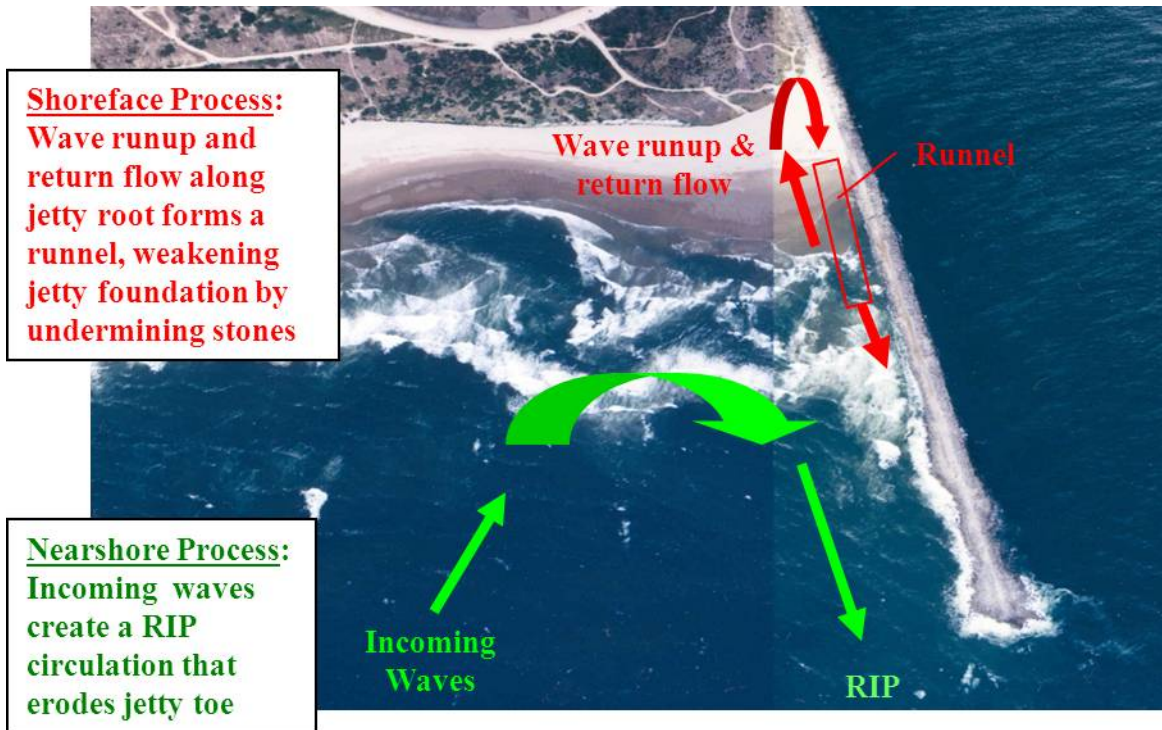 Shoreface Process:
Wave runup and
return flow along
jetty root forms a
runnel, weakening
jetty foundation by
undermining stones
Wave runup &
return flow
Runnel
Nearshore Process:
Incoming waves
create a RIP
circulation that
erodes jetty toe
Incoming
Waves
RIP